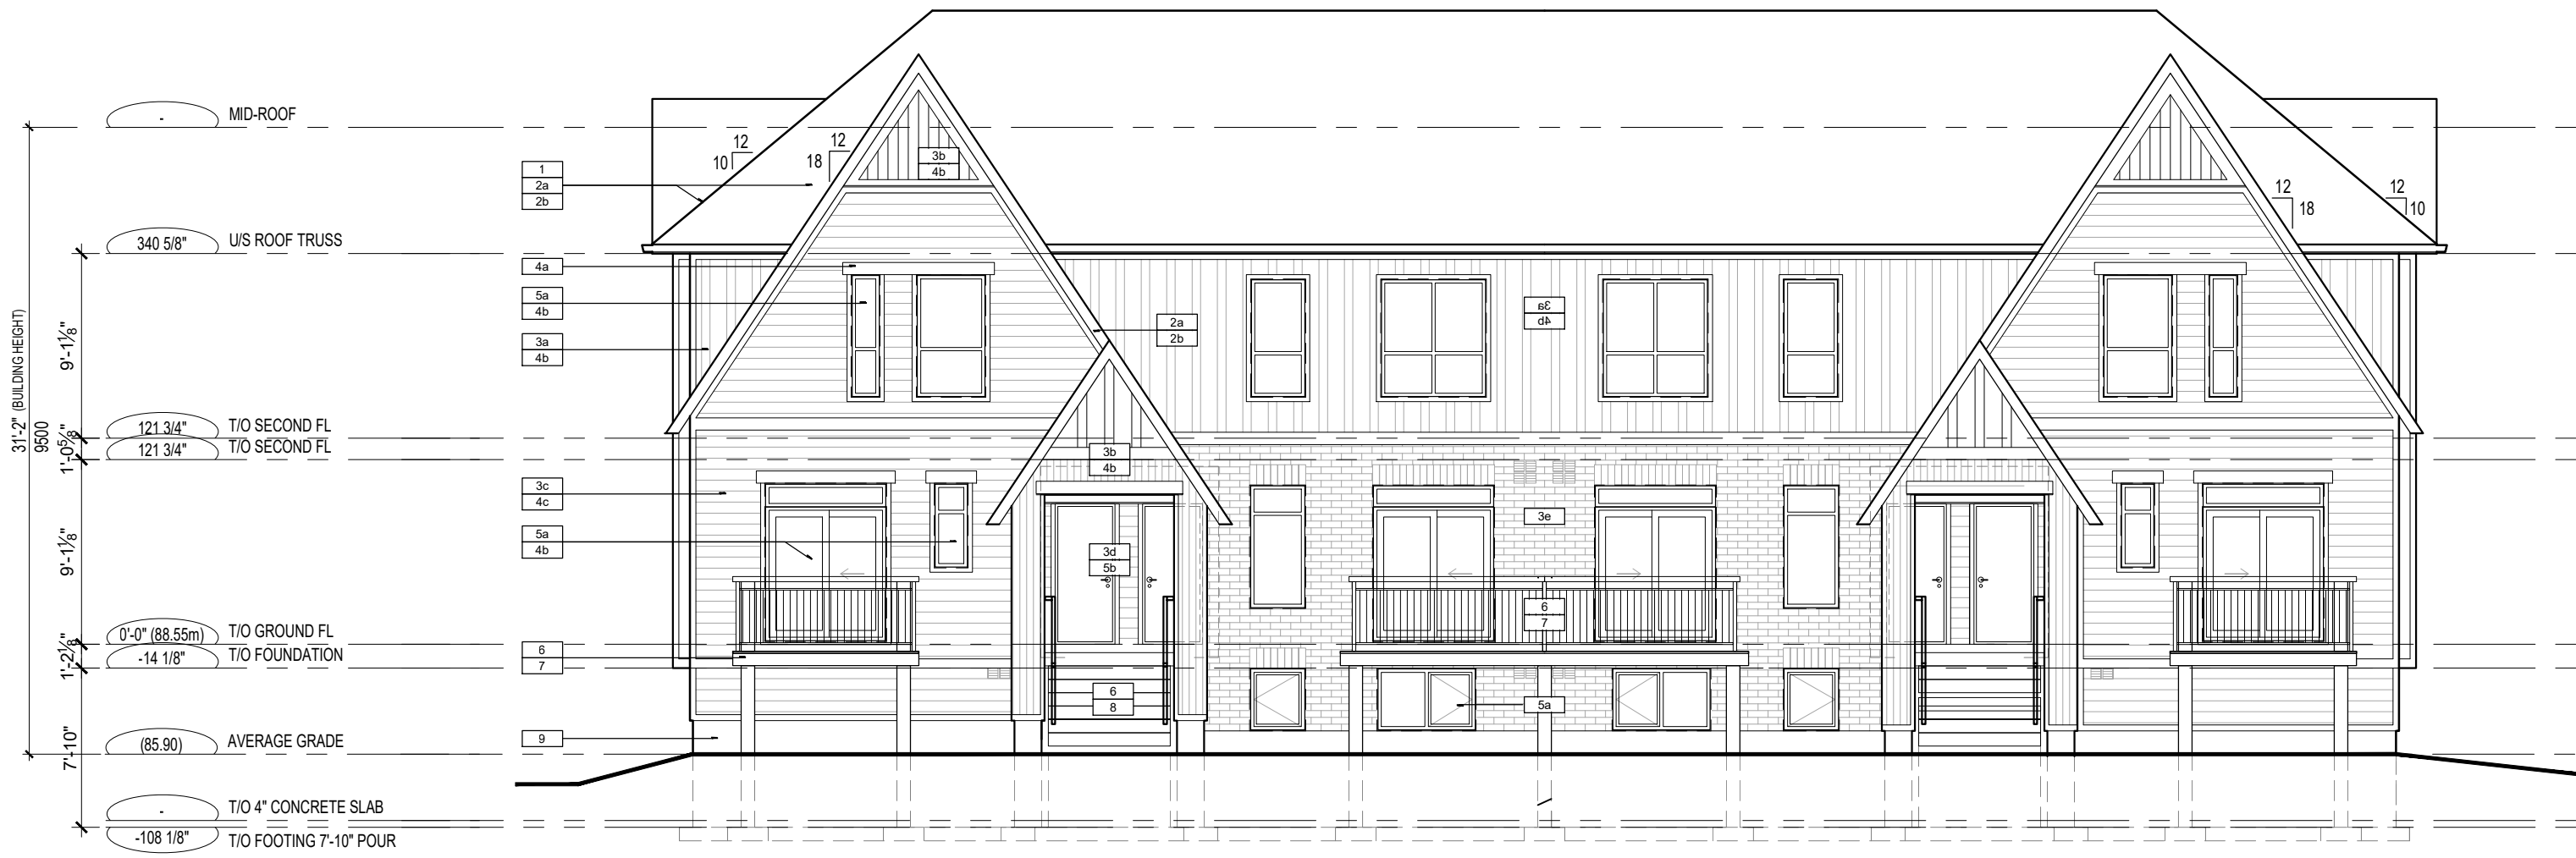 MID-ROOF
-
12
10
12
18
3b
4b
12
18
12
10
1
2a
2b
340 5/8"
U/S ROOF TRUSS
4a
5a
4b
3a
4b
2a
2b
3a
4b
9'-1⅛"
31'-2" (BUILDING HEIGHT)
9500
121 3/4"
T/O SECOND FL
1'-0⅝"
121 3/4"
T/O SECOND FL
3b
4b
3c
4c
3e
5a
4b
3d
5b
9'-1⅛"
6
7
0'-0" (88.55m)
T/O GROUND FL
1'-2⅛"
-14 1/8"
T/O FOUNDATION
6
7
6
8
5a
9
(85.90)
AVERAGE GRADE
7'-10"
-
T/O 4" CONCRETE SLAB
-108 1/8"
T/O FOOTING 7'-10" POUR